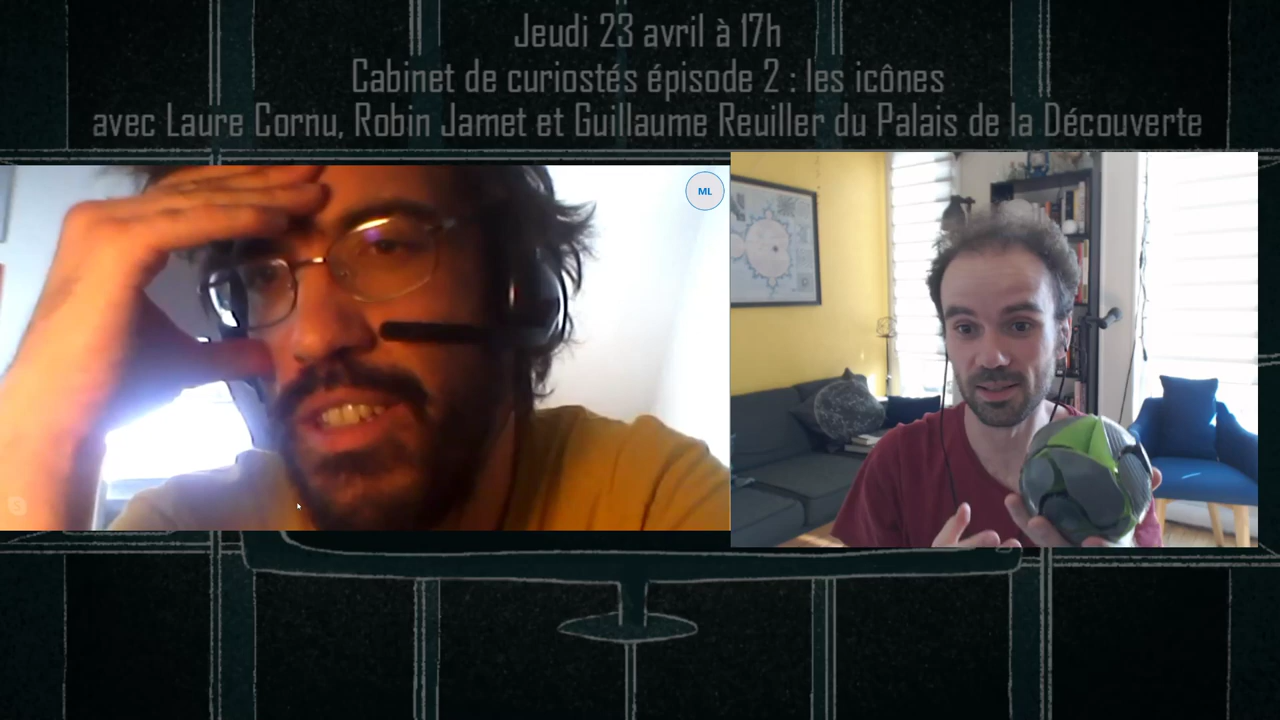 Jeudi 23 avril à 17h
Cabinet de curiostés épisode 2 : les icônes
avec Laure Cornu, Robin Jamet et Guillaume Reuiller du Palais de la Découverte
ML